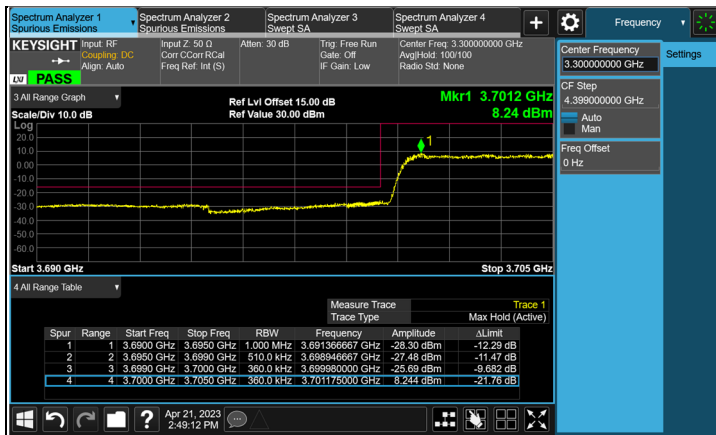 Spectrum Analyzer 1
Spurious Emissions
Spectrum Analyzer 2
Spurious Emissions
Spectrum Analyzer 3
Swept SA
Spectrum Analyzer 4
Swept SA
+
Frequency
KEYSIGHT
LXI PASS
Input: RF
Coupling: DC
Align: Auto
Input Z: 50 Ω
Corr CCorr RCal
Freq Ref: Int (S)
Atten: 30 dB
Trig: Free Run
Gate: Off
IF Gain: Low
Center Freq: 3.300000000 GHz
Avg|Hold: 100/100
Radio Std: None
Center Frequency
3.300000000 GHz
Settings
CF Step
4.399000000 GHz
Auto
Man
Freq Offset
0 Hz
3 All Range Graph
Scale/Div 10.0 dB
Ref Lvl Offset 15.00 dB
Ref Value 30.00 dBm
Mkr1 3.7012 GHz
8.24 dBm
Log
20.0
10.0
0.00
-10.0
-20.0
-30.0
-40.0
-50.0
-60.0
1
Start 3.690 GHz
Stop 3.705 GHz
4 All Range Table
Measure Trace Trace 1
Trace Type Max Hold (Active)
Spur Range Start Freq Stop Freq RBW Frequency Amplitude ΔLimit
1 1 3.6900 GHz 3.6950 GHz 1.000 MHz 3.691366667 GHz -28.30 dBm -12.29 dB
2 2 3.6950 GHz 3.6990 GHz 510.0 kHz 3.698946667 GHz -27.48 dBm -11.47 dB
3 3 3.6990 GHz 3.7000 GHz 360.0 kHz 3.699980000 GHz -25.69 dBm -9.682 dB
4 4 3.7000 GHz 3.7050 GHz 360.0 kHz 3.701175000 GHz 8.244 dBm -21.76 dB
?
Apr 21, 2023
2:49:12 PM